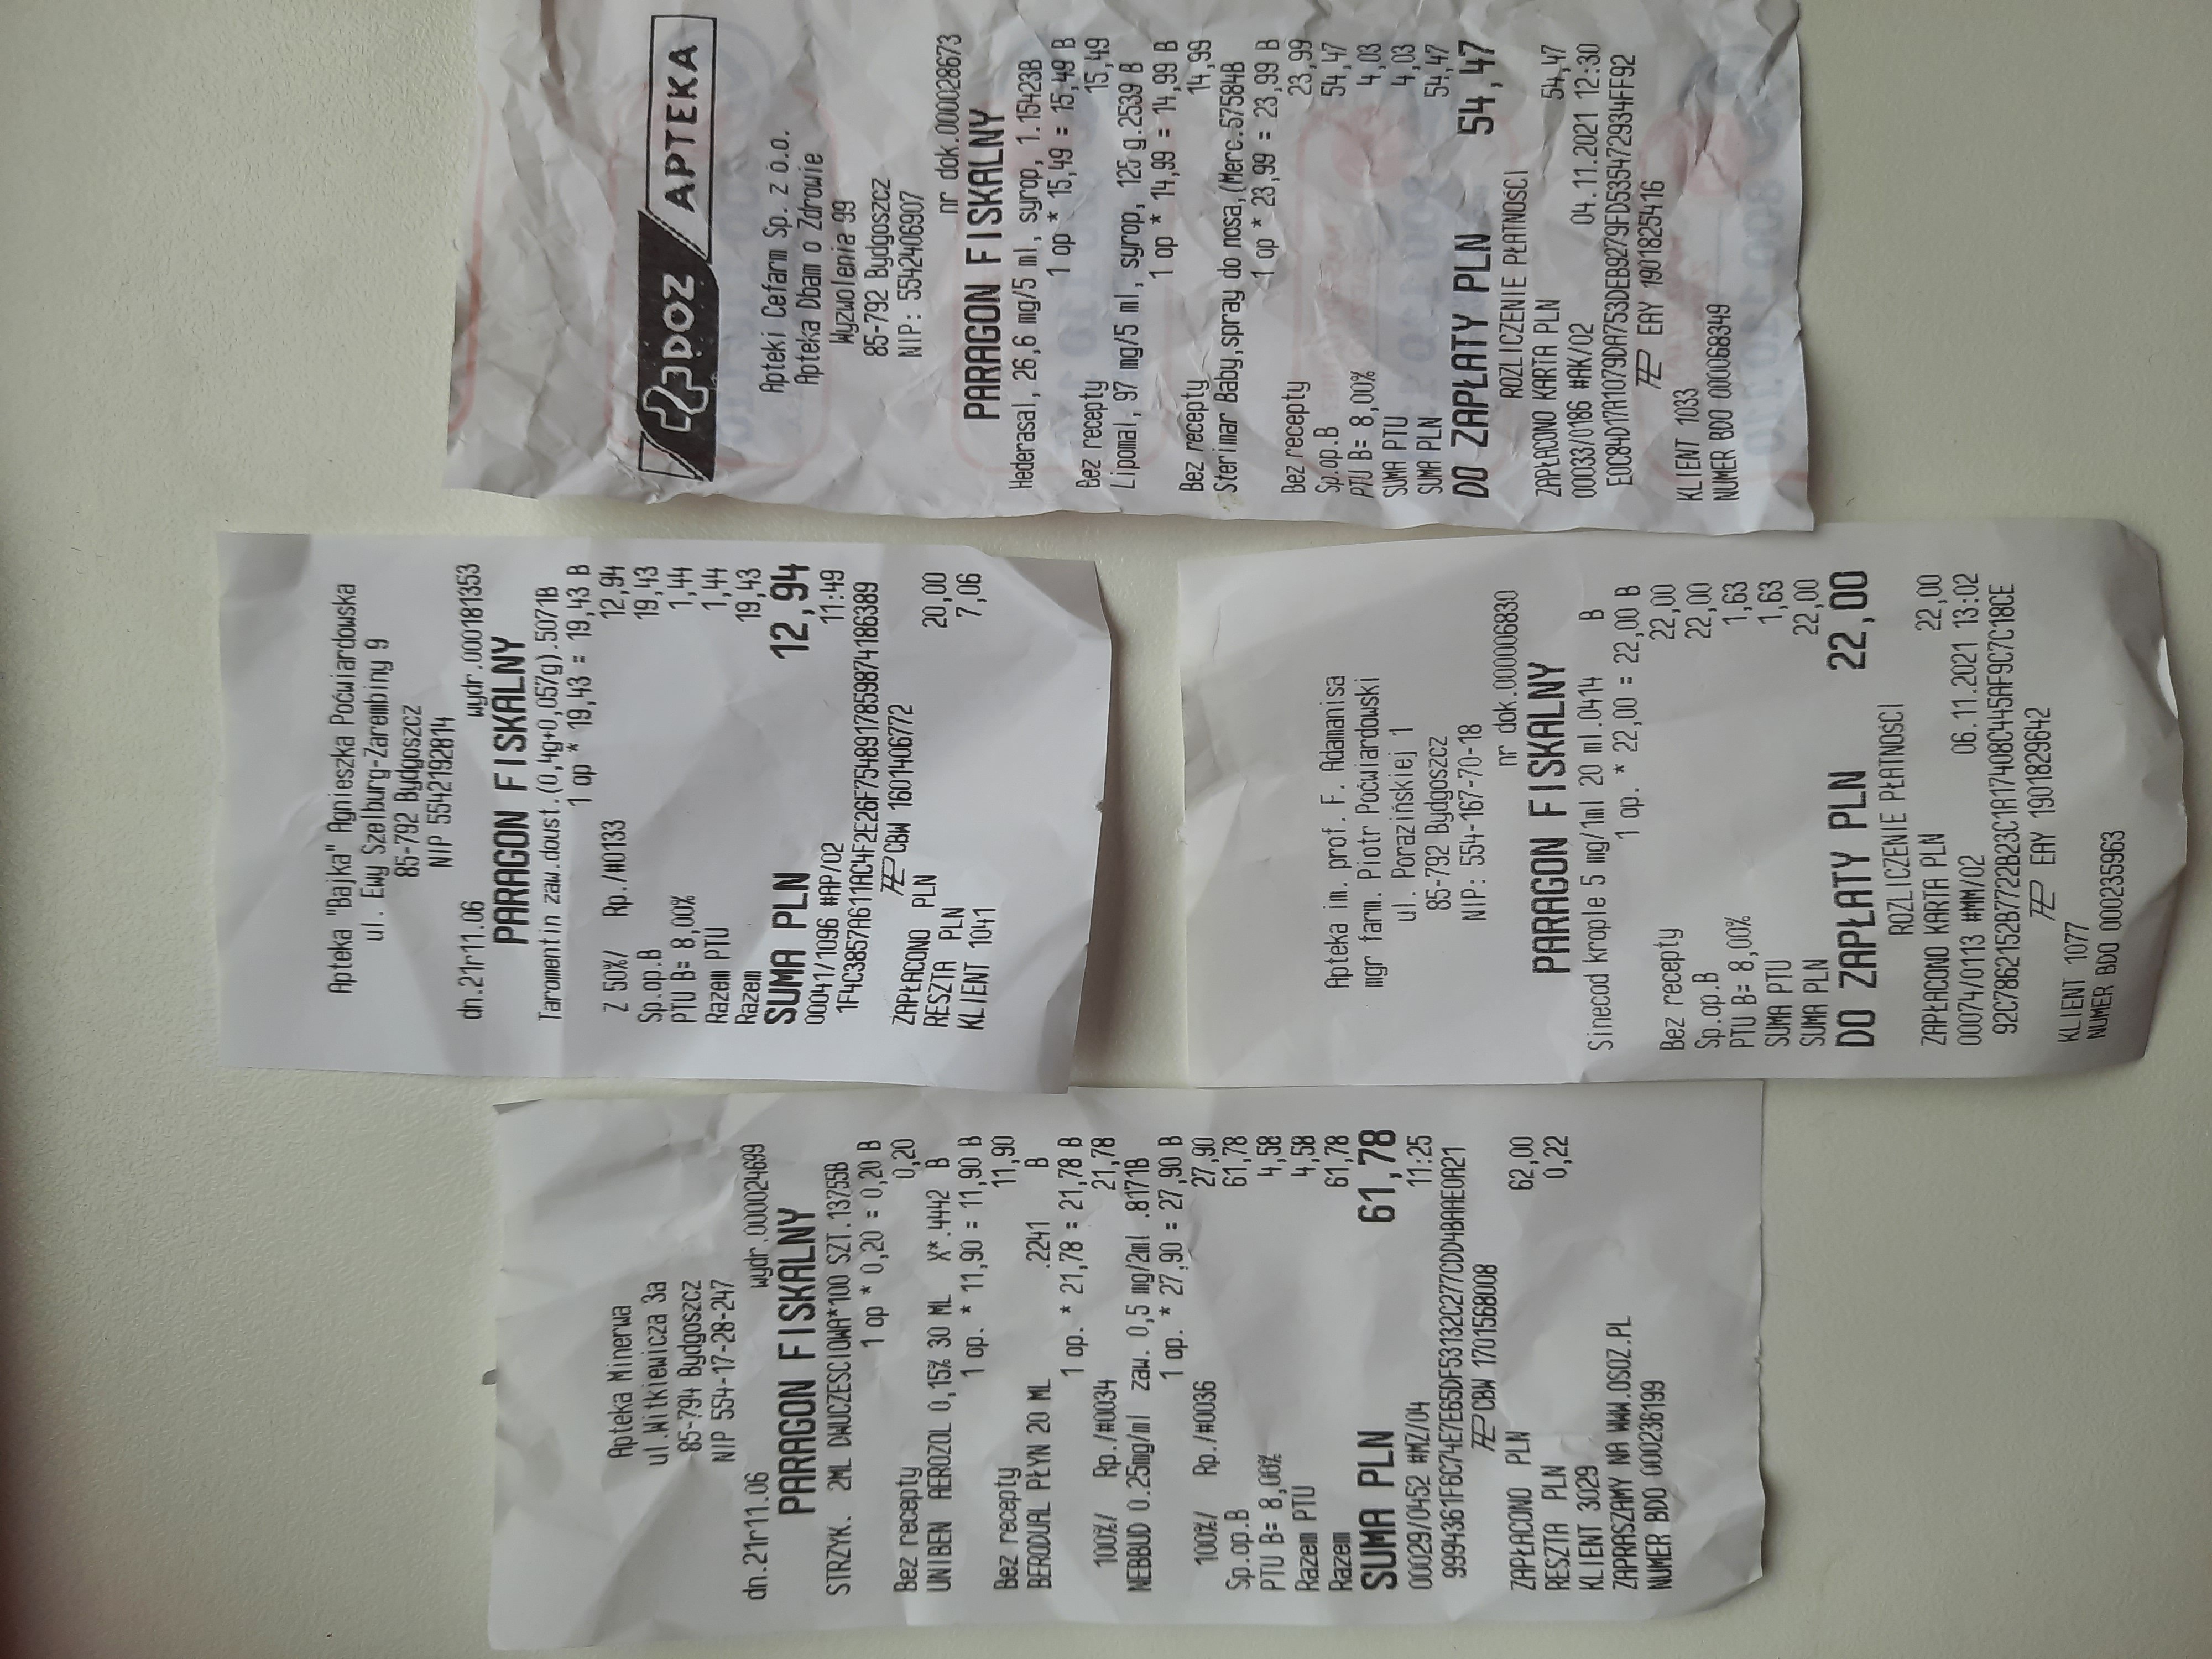 Apteka Minerwa
ul.Witkiewicza 3a
85-794 Bydgoszcz
NIP 554-17-28-247
dn.21r11.06 wydr.000024699
PARAGON FISKALNY
STRZYK. 2ML DWUCZESCIOWA*100 SZT.13755B
1 op * 0,20 = 0,20 B
Bez recepty 0,20
UNIBEN AEROZOL 0,15% 30 ML X*.4442 B
1 op. * 11,90 = 11,90 B
Bez recepty 11,90
BERODUAL PŁYN 20 ML .2241 B
1 op. * 21,78 = 21,78 B
100%/ Rp./#0034 21,78
NEBBUD 0.25mg/ml zaw. 0,5 mg/2ml .8171B
1 op. * 27,90 = 27,90 B
100%/ Rp./#0036 27,90
Sp.op.B 61,78
PTU B= 8,00% 4,58
Razem PTU 4,58
Razem 61,78
SUMA PLN 61,78
00029/0452 #MZ/04 11:25
9994361F6C74E7E65DF53132C277CDD4BAAE0A21
CBW 1701568008
ZAPŁACONO PLN 62,00
RESZTA PLN 0,22
KLIENT 3029
ZAPRASZAMY NA WWW.OSOZ.PL
NUMER BDO 000236199
Apteka "Bajka" Agnieszka Poćwiardowska
ul. Ewy Szelburg-Zarembiny 9
85-792 Bydgoszcz
NIP 5542192814
dn.21r11.06 wydr.000181353
PARAGON FISKALNY
Taromentin zaw.doust.(0,4g+0,057g).5071B
1 op * 19,43 = 19,43 B
Z 50%/ Rp./#0133 12,94
Sp.op.B 19,43
PTU B= 8,00% 1,44
Razem PTU 1,44
Razem 19,43
SUMA PLN 12,94
00041/1096 #AP/02 11:49
1F4C3857A611AC4F2E26F75489178598741863​89
CBW 1601406772
ZAPŁACONO PLN 20,00
RESZTA PLN 7,06
KLIENT 1041
Apteka im. prof. F. Adamanisa
mgr farm. Piotr Poćwiardowski
ul. Porazińskiej 1
85-792 Bydgoszcz
NIP: 554-167-70-18
nr dok.000006830
PARAGON FISKALNY
Sinecod krople 5 mg/1ml 20 ml.0414 B
1 op. * 22,00 = 22,00 B
Bez recepty 22,00
Sp.op.B 22,00
PTU B= 8,00% 1,63
SUMA PTU 1,63
SUMA PLN 22,00
DO ZAPŁATY PLN 22,00
ROZLICZENIE PŁATNOŚCI
ZAPŁACONO KARTA PLN 22,00
00074/0113 #MM/02 06.11.2021 13:02
92C7862152B7722B23C1A17408C445AF9C7C18CE
EAY 1901829642
KLIENT 1077
NUMER BDO 000235963
DOZ APTEKA
Apteki Cefarm Sp. z o.o.
Apteka Dbam o Zdrowie
Wyzwolenia 99
85-792 Bydgoszcz
NIP: 5542406907
nr dok.000028673
PARAGON FISKALNY
Hederasal, 26,6 mg/5 ml, syrop, 1.15423B
1 op * 15,49 = 15,49 B
Bez recepty 15,49
Lipomal, 97 mg/5 ml, syrop, 125 g.2539 B
1 op * 14,99 = 14,99 B
Bez recepty 14,99
Sterimar Baby,spray do nosa,(Merc.57584B
1 op * 23,99 = 23,99 B
Bez recepty 23,99
Sp.op.B 54,47
PTU B= 8,00% 4,03
SUMA PTU 4,03
SUMA PLN 54,47
DO ZAPŁATY PLN 54,47
ROZLICZENIE PŁATNOŚCI
ZAPŁACONO KARTA PLN 54,47
00033/0186 #AK/02 04.11.2021 12:30
E0C84D17A1079DA753DEB9279FD535472934FF92
EAY 1901825416
KLIENT 1033
NUMER BDO 000068349